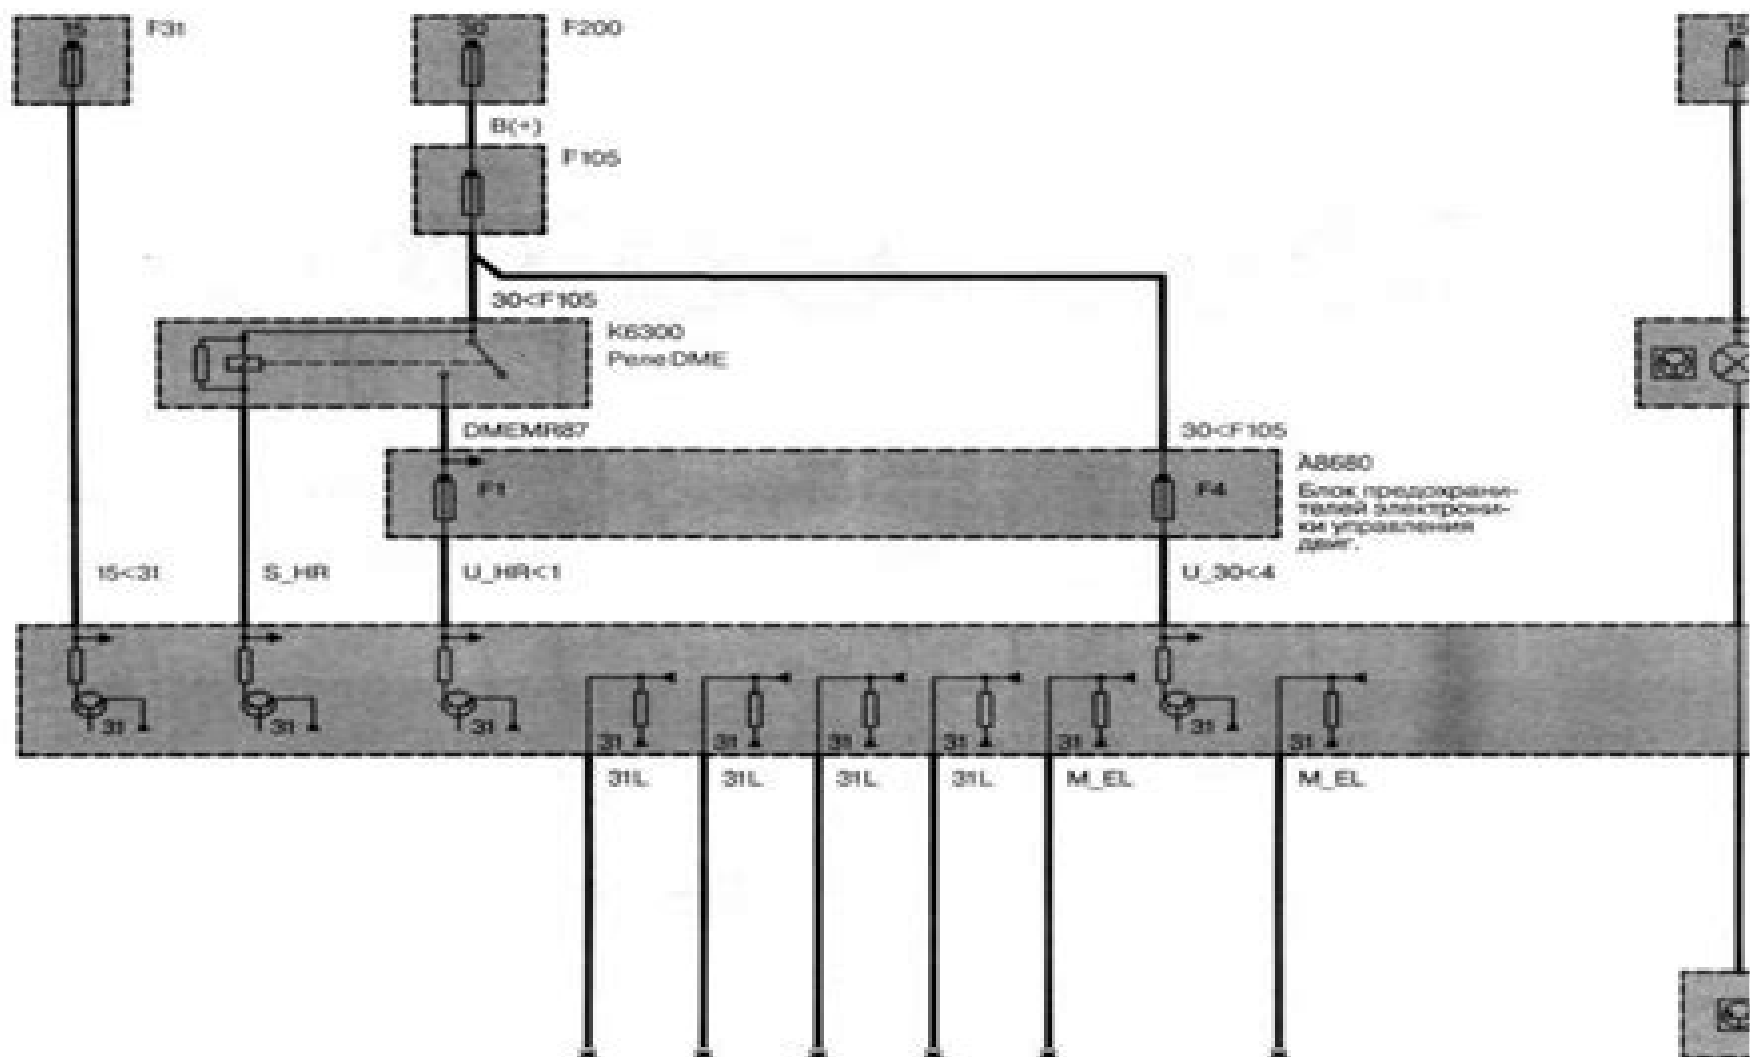 15
F31
30
F200
15
B(+)
F105
30<F105
K6300
Реле DME
DMEMR87
30<F105
A8680
F1
F4
Блок предохрани-
телей электрони-
ки управления
двиг.
15<31
S_HR
U_HR<1
U_30<4
31
31
31
31
31
31
31
31
31
31
31L
31L
31L
31L
M_EL
M_EL